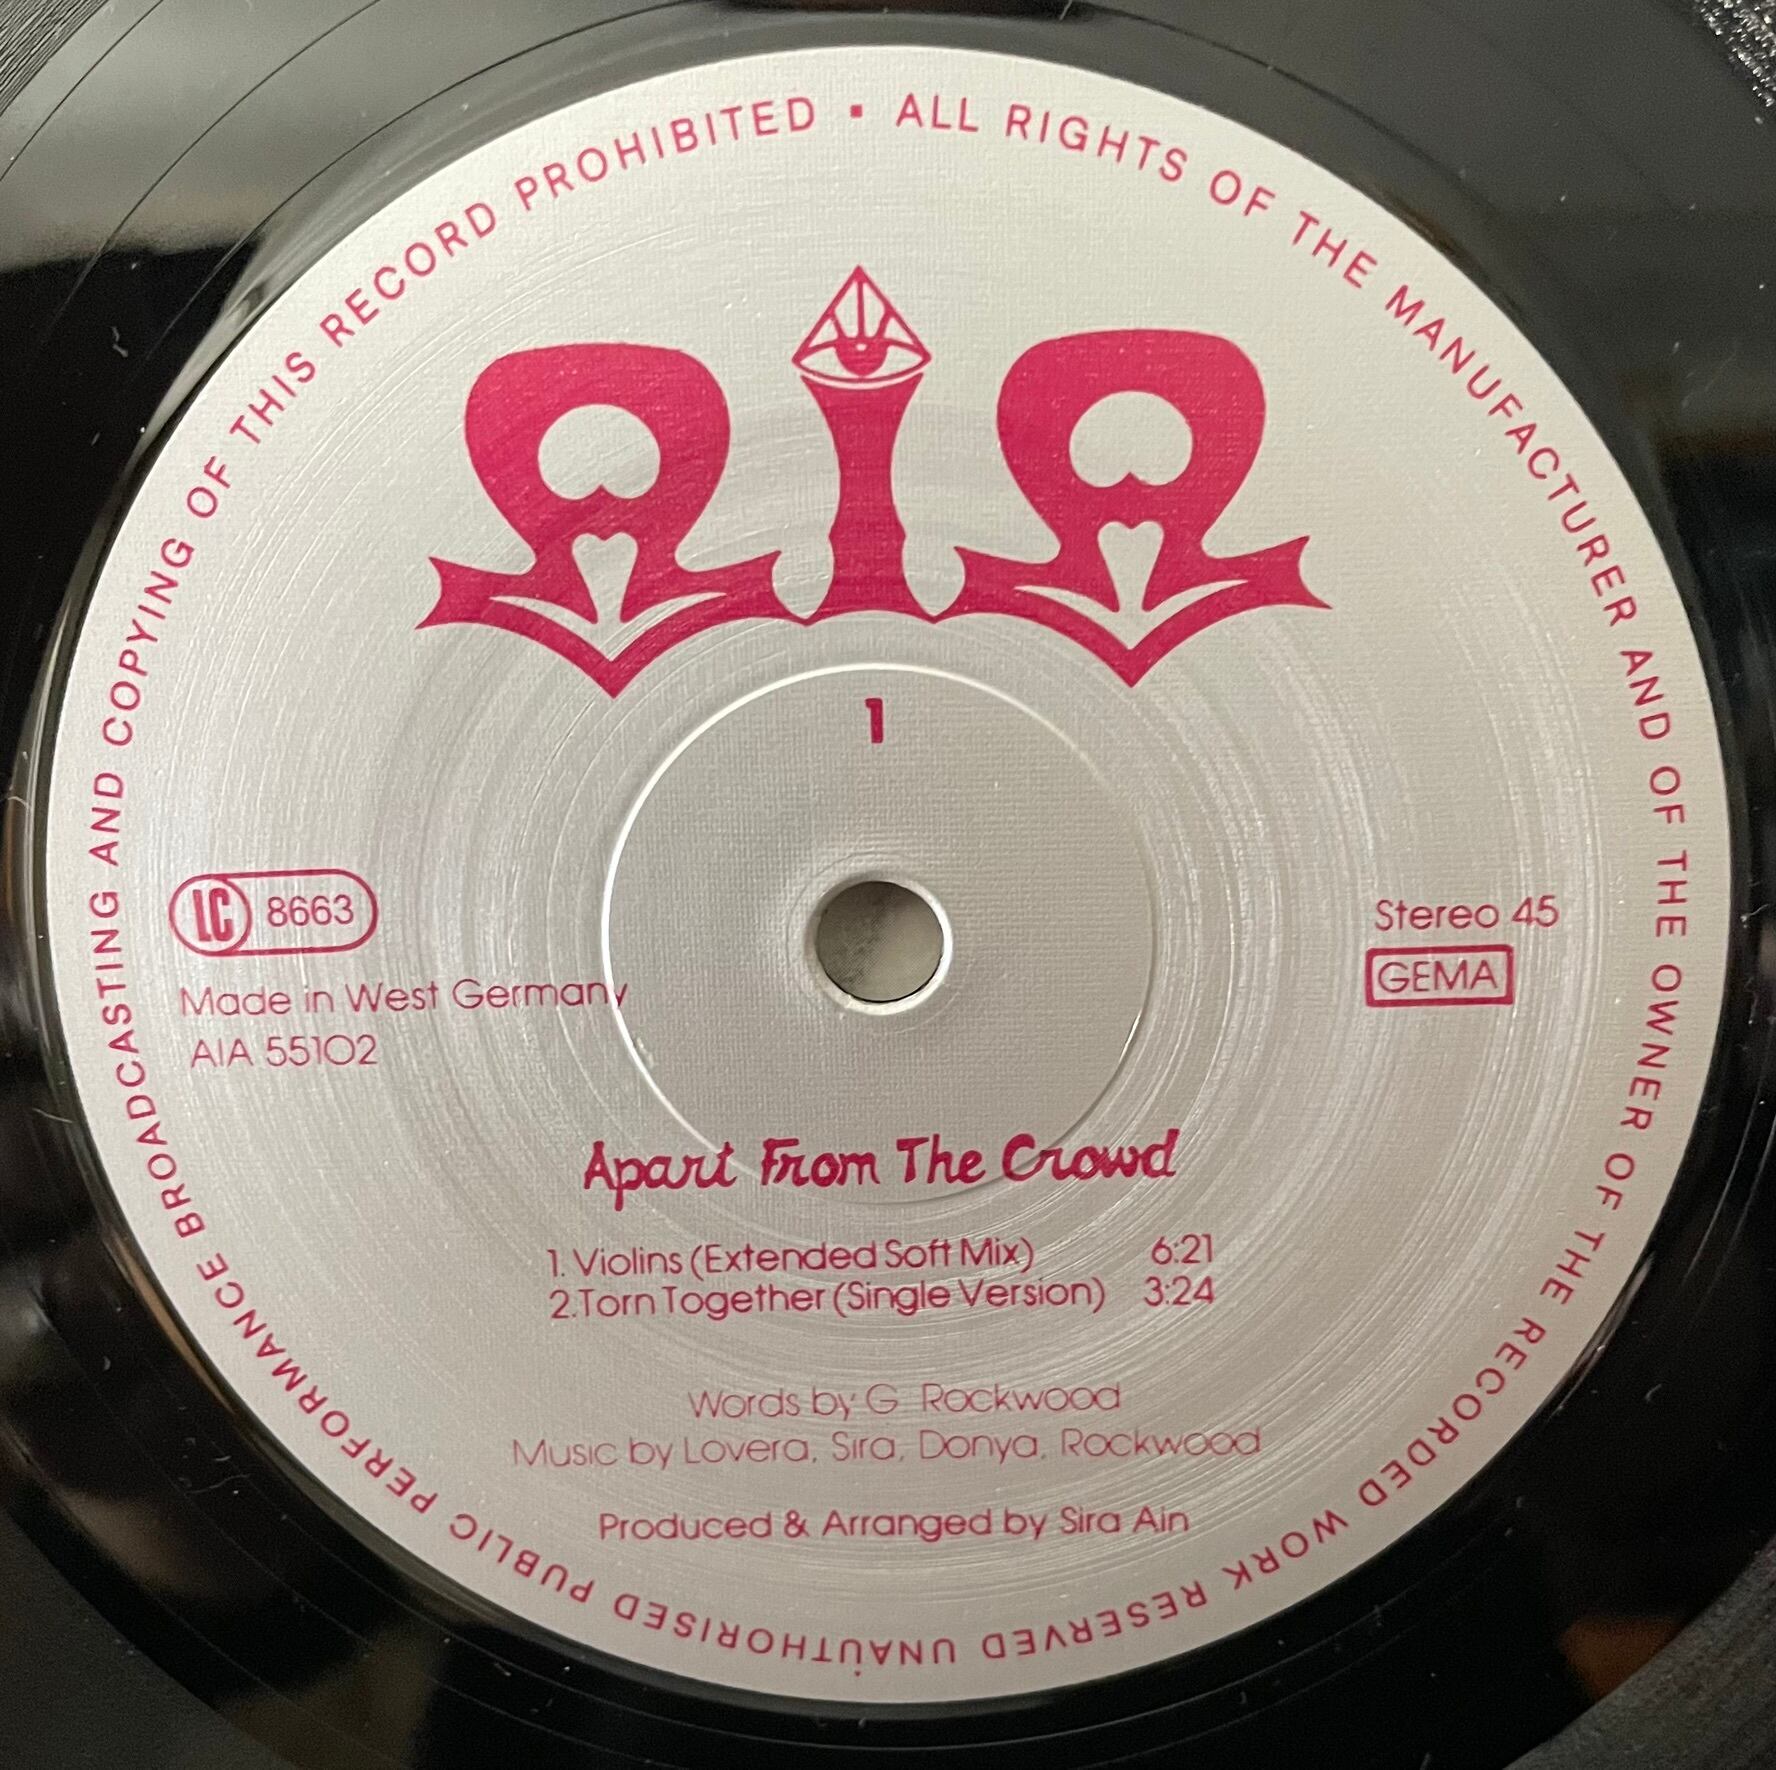 ALL RIGHTS OF THE MANUFACTURER AND OF THE OWNER OF THE RECORDED WORK RESERVED UNAUTHORISED PUBLIC PERFORMANCE BROADCASTING AND COPYING OF THIS RECORD PROHIBITED ▪
AIA
1
LC 8663
Made in West Germany
AIA 55102
Stereo 45
GEMA
Apart From The Crowd
1. Violins (Extended Soft Mix) 6:21
2. Torn Together (Single Version) 3:24
Words by G Rockwood
Music by Lovera, Sira, Donya, Rockwood
Produced & Arranged by Sira Ain